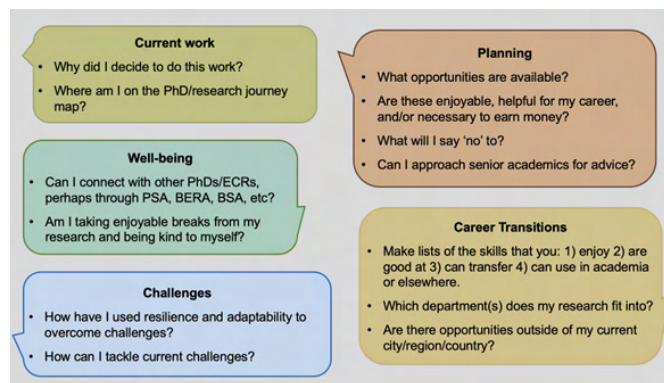 Current work
• Why did I decide to do this work?
• Where am I on the PhD/research journey
map?
Well-being
• Can I connect with other PhDs/ECRs,
perhaps through PSA, BERA, BSA, etc?
• Am I taking enjoyable breaks from my
research and being kind to myself?
Challenges
• How have I used resilience and adaptability to
overcome challenges?
• How can I tackle current challenges?
Planning
• What opportunities are available?
• Are these enjoyable, helpful for my career,
and/or necessary to earn money?
• What will I say ‘no’ to?
• Can I approach senior academics for advice?
Career Transitions
• Make lists of the skills that you: 1) enjoy 2) are
good at 3) can transfer 4) can use in academia
or elsewhere.
• Which department(s) does my research fit into?
• Are there opportunities outside of my current
city/region/country?